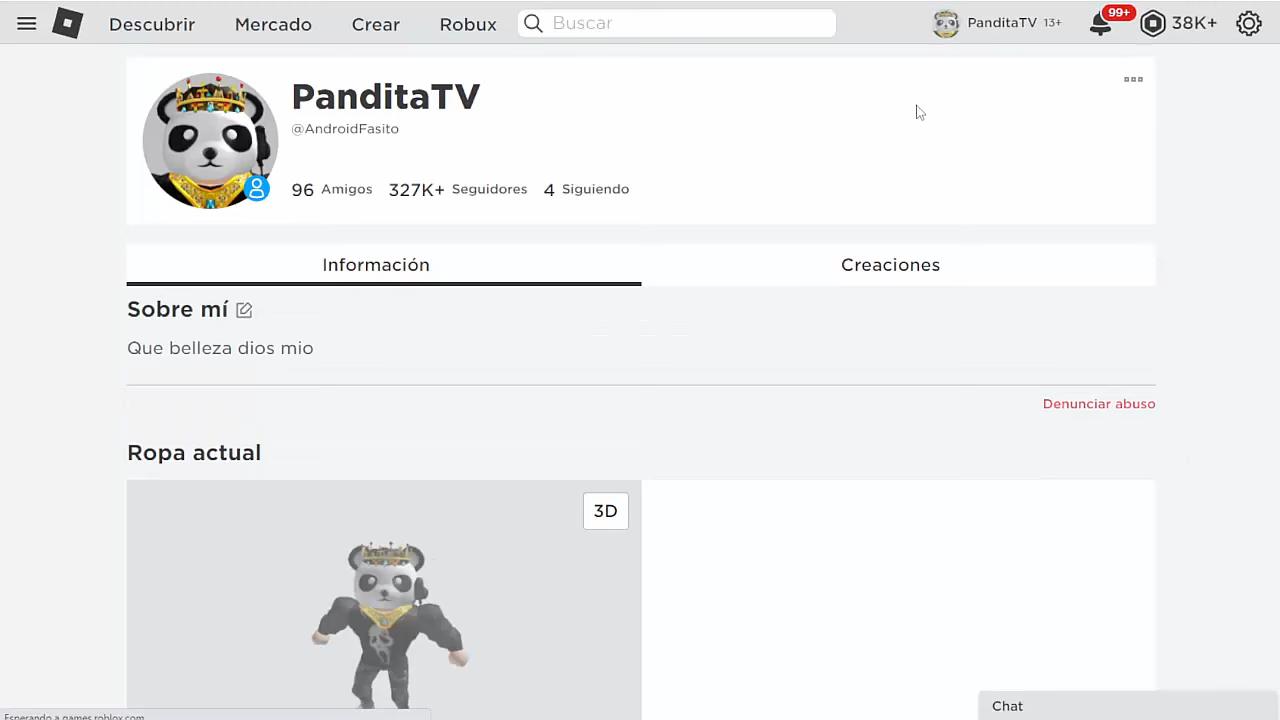 Descubrir Mercado Crear Robux Buscar PanditaTV 13+ 99+ 38K+
PanditaTV
@AndroidFasito
96 Amigos 327K+ Seguidores 4 Siguiendo
Información Creaciones
Sobre mí
Que belleza dios mio
Denunciar abuso
Ropa actual
3D
Chat
Esperando a games.roblox.com